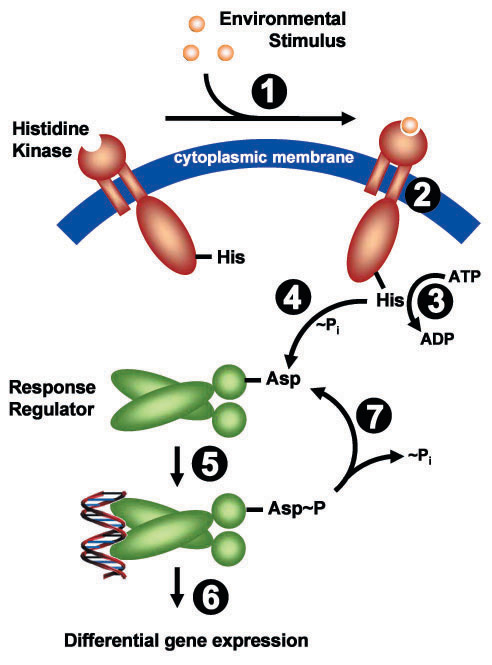 Environmental
Stimulus
1
Histidine
Kinase
cytoplasmic membrane
2
His
His
ATP
3
ADP
4
~Pi
Response
Regulator
Asp
7
5
~Pi
Asp~P
6
Differential gene expression